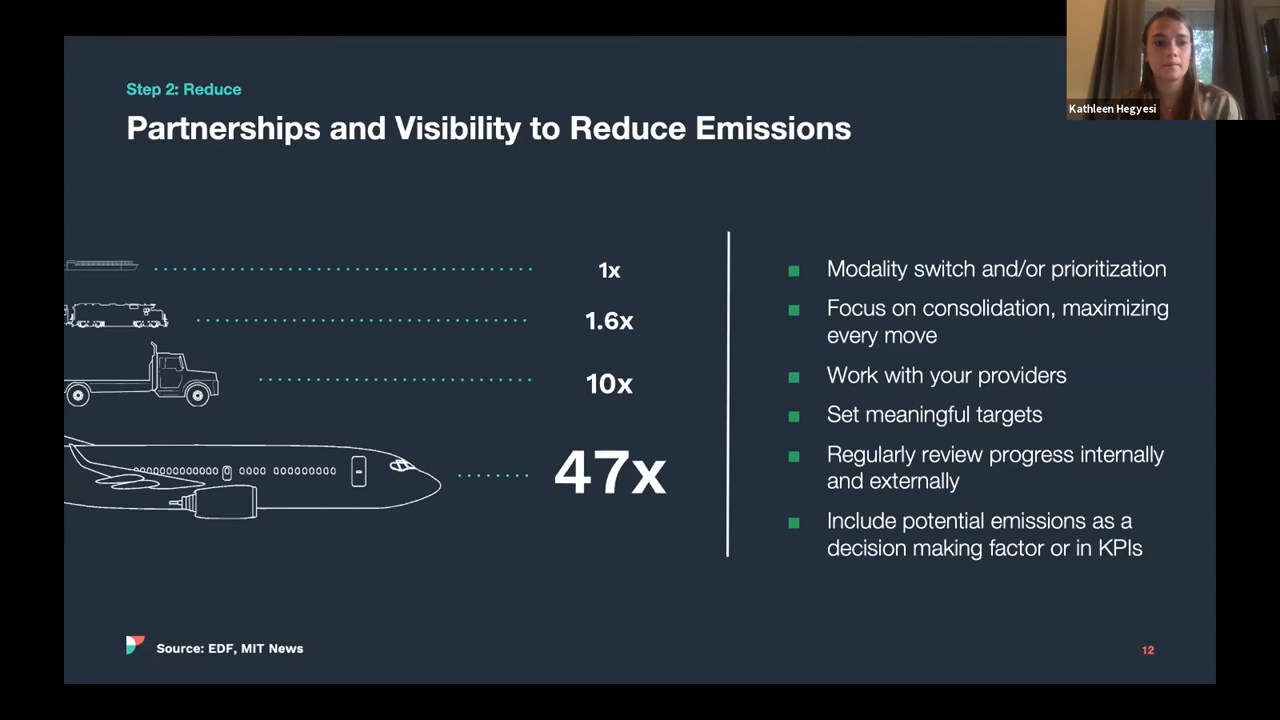 Step 2: Reduce
Partnerships and Visibility to Reduce Emissions
Kathleen Hegyesi
1x
1.6x
10x
47x
Modality switch and/or prioritization
Focus on consolidation, maximizing
every move
Work with your providers
Set meaningful targets
Regularly review progress internally
and externally
Include potential emissions as a
decision making factor or in KPIs
Source: EDF, MIT News
12